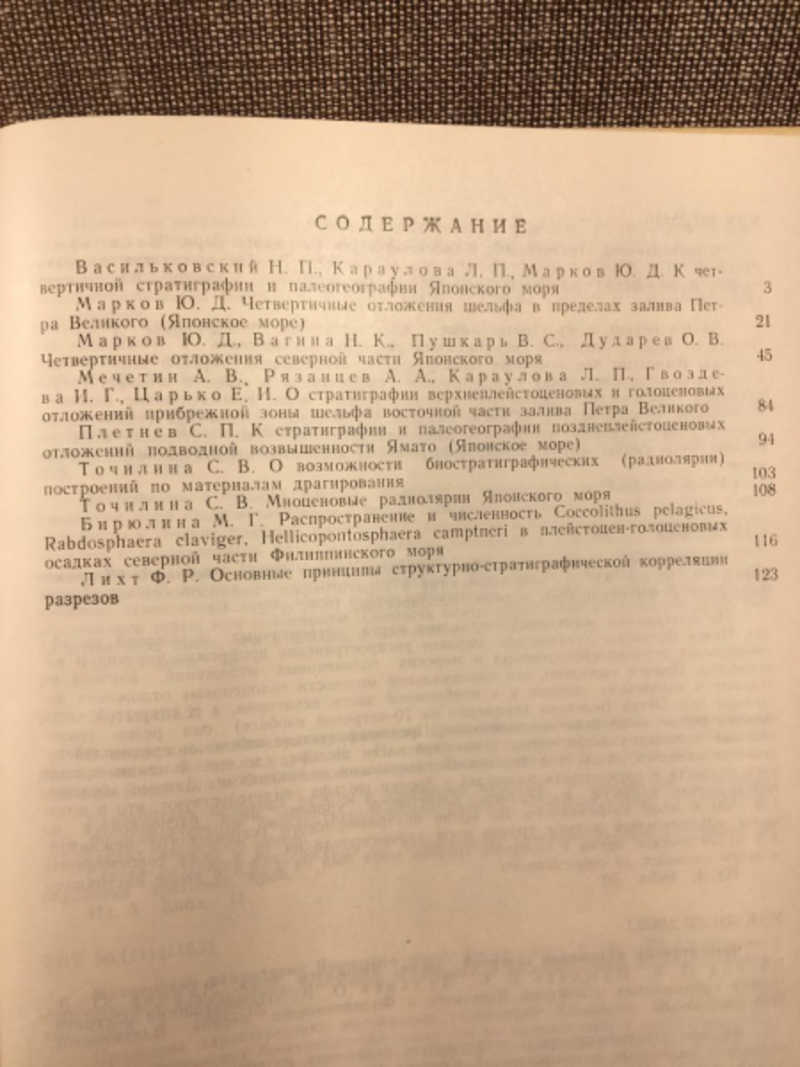 СОДЕРЖАНИЕ
Васильковский Н. П., Караулова Л. П., Марков Ю. Д. К чет-
вертичной стратиграфии и палеогеографии Японского моря 3
Марков Ю. Д. Четвертичные отложения шельфа в пределах залива Пет-
ра Великого (Японское море) 21
Марков Ю. Д., Вагина Н. К., Пушкарь В. С., Дударев О. В.
Четвертичные отложения северной части Японского моря 45
Мечетин А. В., Рязанцев А. А., Караулова Л. П., Гвозде-
ва И. Г., Царько Е. И. О стратиграфии верхнеплейстоценовых и голоценовых
отложений прибрежной зоны шельфа восточной части залива Петра Великого 84
Плетнев С. П. К стратиграфии и палеогеографии позднеплейстоценовых
отложений подводной возвышенности Ямато (Японское море) 94
Точилина С. В. О возможности биостратиграфических (радиолярии)
построений по материалам драгирования 103
Точилина С. В. Миоценовые радиолярии Японского моря 108
Бирюлина М. Г. Распространение и численность Coccolithus pelagicus,
Rabdosphaera claviger, Hellicopontosphaera camptneri в плейстоцен-голоценовых
осадках северной части Филиппинского моря 116
Лихт Ф. Р. Основные принципы структурно-стратиграфической корреляции
разрезов 123